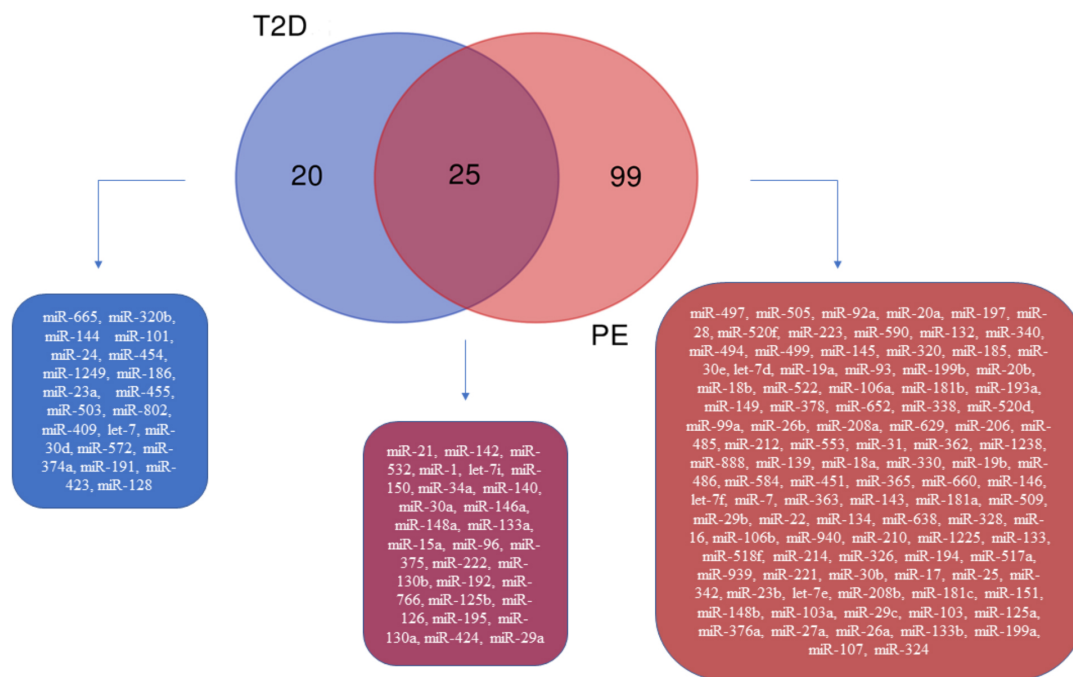 T2D
20
25
99
PE
miR-665, miR-320b,
miR-144 miR-101,
miR-24, miR-454,
miR-1249, miR-186,
miR-23a, miR-455,
miR-503, miR-802,
miR-409, let-7, miR-
30d, miR-572, miR-
374a, miR-191, miR-
423, miR-128
miR-21, miR-142, miR-
532, miR-1, let-7i, miR-
150, miR-34a, miR-140,
miR-30a, miR-146a,
miR-148a, miR-133a,
miR-15a, miR-96, miR-
375, miR-222, miR-
130b, miR-192, miR-
766, miR-125b, miR-
126, miR-195, miR-
130a, miR-424, miR-29a
miR-497, miR-505, miR-92a, miR-20a, miR-197, miR-
28, miR-520f, miR-223, miR-590, miR-132, miR-340,
miR-494, miR-499, miR-145, miR-320, miR-185, miR-
30e, let-7d, miR-19a, miR-93, miR-199b, miR-20b,
miR-18b, miR-522, miR-106a, miR-181b, miR-193a,
miR-149, miR-378, miR-652, miR-338, miR-520d,
miR-99a, miR-26b, miR-208a, miR-629, miR-206, miR-
485, miR-212, miR-553, miR-31, miR-362, miR-1238,
miR-888, miR-139, miR-18a, miR-330, miR-19b, miR-
486, miR-584, miR-451, miR-365, miR-660, miR-146,
let-7f, miR-7, miR-363, miR-143, miR-181a, miR-509,
miR-29b, miR-22, miR-134, miR-638, miR-328, miR-
16, miR-106b, miR-940, miR-210, miR-1225, miR-133,
miR-518f, miR-214, miR-326, miR-194, miR-517a,
miR-939, miR-221, miR-30b, miR-17, miR-25, miR-
342, miR-23b, let-7e, miR-208b, miR-181c, miR-151,
miR-148b, miR-103a, miR-29c, miR-103, miR-125a,
miR-376a, miR-27a, miR-26a, miR-133b, miR-199a,
miR-107, miR-324